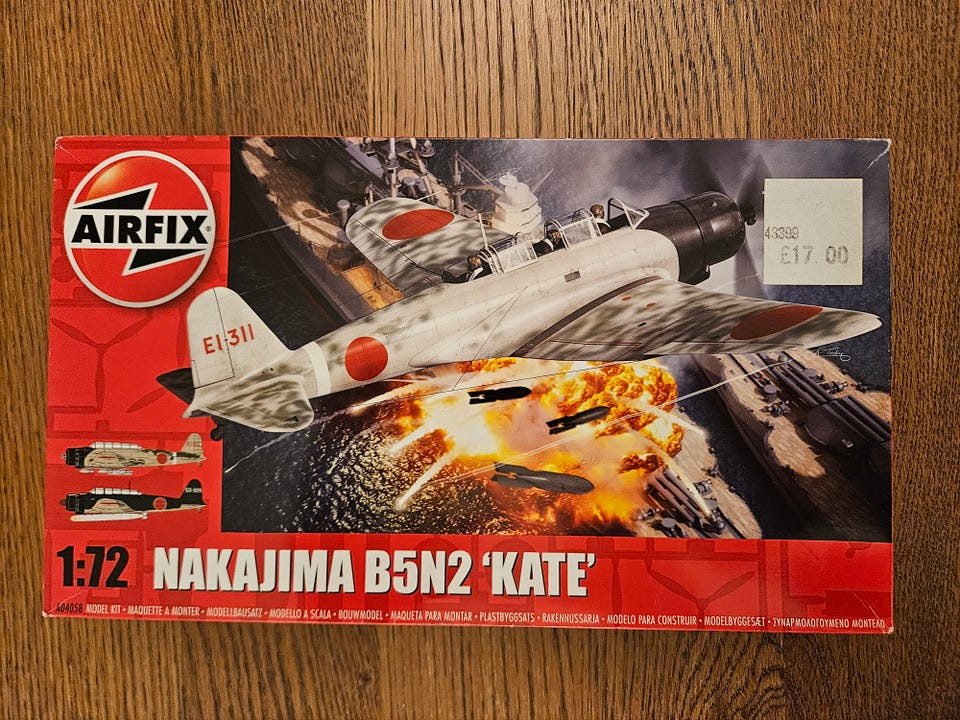 AIRFIX
43399
£17.00
E1-311
1:72 NAKAJIMA B5N2 ‘KATE’
A04058 MODEL KIT • MAQUETTE A MONTER • MODELLBAUSATZ • MODELLO A SCALA • BOUWMODEL • MAQUETA PARA MONTAR • PLASTBYGGSATS • RAKENNUSSARJA • MODELO PARA CONSTRUIR • MODELBYGGESÆT • ΣΥΝΑΡΜΟΛΟΓΟΥΜΕΝΟ ΜΟΝΤΕΛΟ